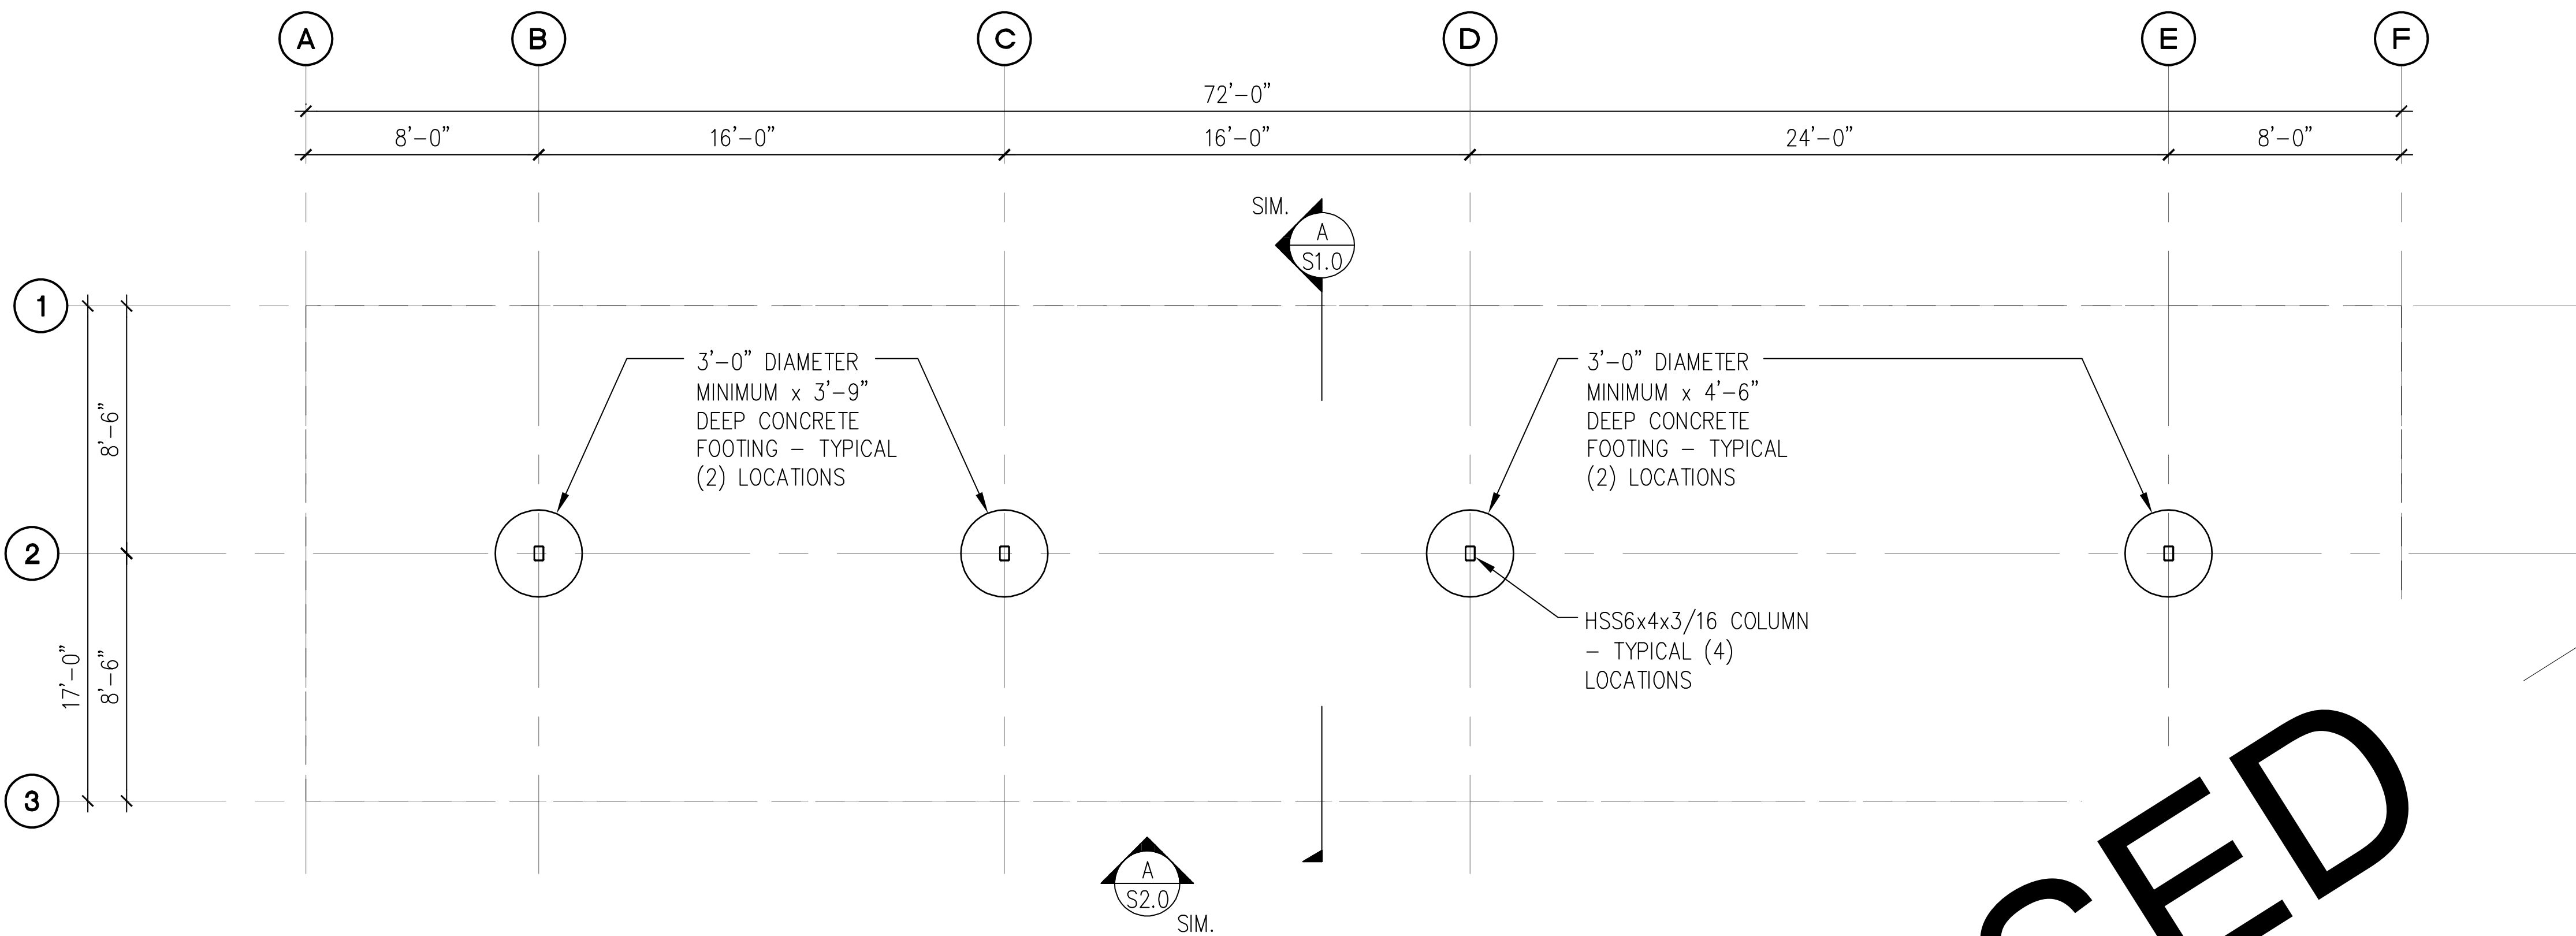 A B C D E F
72'-0"
8'-0" 16'-0" 16'-0" 24'-0" 8'-0"
SIM.
A
S1.0
1
3'-0" DIAMETER
MINIMUM x 3'-9"
DEEP CONCRETE
FOOTING - TYPICAL
(2) LOCATIONS
3'-0" DIAMETER
MINIMUM x 4'-6"
DEEP CONCRETE
FOOTING - TYPICAL
(2) LOCATIONS
8'-6"
2
HSS6x4x3/16 COLUMN
- TYPICAL (4)
LOCATIONS
17'-0"
8'-6"
3
A
S2.0
SIM.